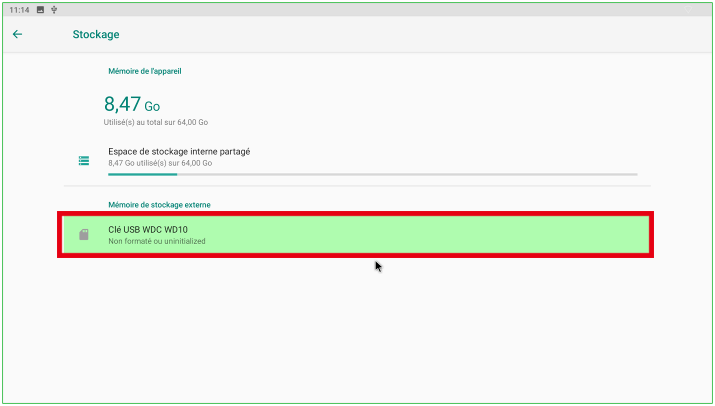 11:14
Stockage
Mémoire de l'appareil
8,47 Go
Utilisé(s) au total sur 64,00 Go
Espace de stockage interne partagé
8,47 Go utilisé(s) sur 64,00 Go
Mémoire de stockage externe
Clé USB WDC WD10
Non formaté ou uninitialized